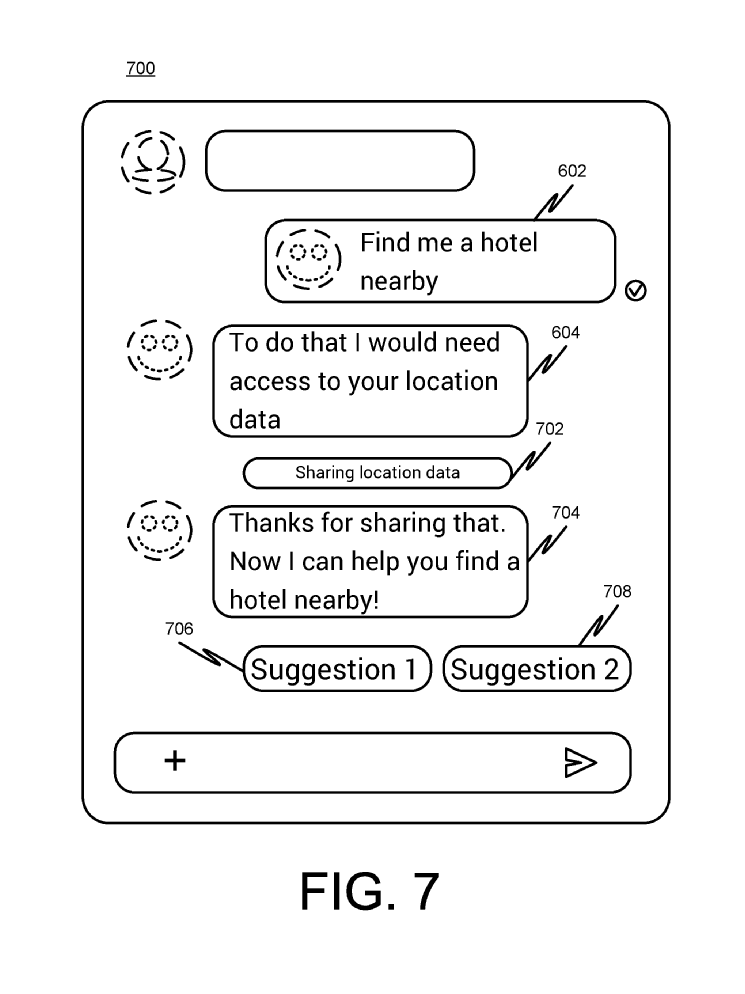 700
602
Find me a hotel
nearby
604
To do that I would need
access to your location
data
702
Sharing location data
704
Thanks for sharing that.
Now I can help you find a
hotel nearby!
706
708
Suggestion 1
Suggestion 2
+
FIG. 7